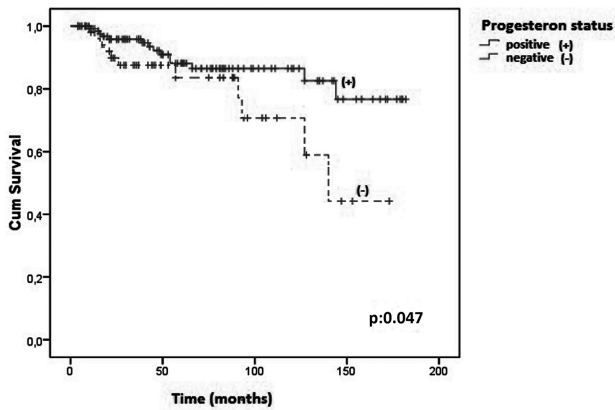 Progesteron status
positive (+)
negative (-)
1,0
0,8
0,6
0,4
0,2
0,0
Cum Survival
(+)
(-)
p:0.047
0 50 100 150 200
Time (months)